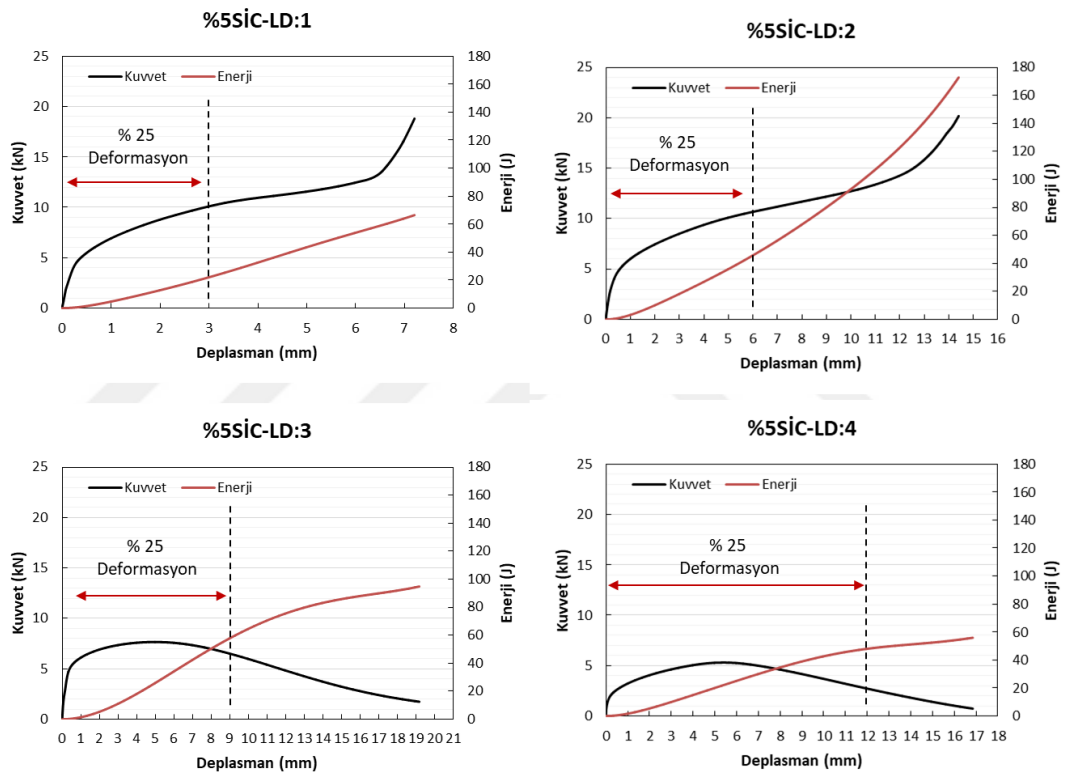 %5SİC-LD:1
25 180
Kuvvet Enerji
160
20 140
% 25
Deformasyon
120
15
100
10 80
60
5 40
20
0 0
0 1 2 3 4 5 6 7 8
Kuvvet (kN)
Enerji (J)
Deplasman (mm)
%5SİC-LD:2
25 180
Kuvvet Enerji
160
20 140
% 25
Deformasyon
120
15
100
10 80
60
5 40
20
0 0
0 1 2 3 4 5 6 7 8 9 10 11 12 13 14 15 16
Kuvvet (kN)
Enerji (J)
Deplasman (mm)
%5SİC-LD:3
25 180
Kuvvet Enerji
160
20 140
% 25
Deformasyon
120
15
100
10 80
60
5 40
20
0 0
0 1 2 3 4 5 6 7 8 9 10 11 12 13 14 15 16 17 18 19 20 21
Kuvvet (kN)
Enerji (J)
Deplasman (mm)
%5SİC-LD:4
25 180
Kuvvet Enerji
160
20 140
% 25
Deformasyon
120
15
100
10 80
60
5 40
20
0 0
0 1 2 3 4 5 6 7 8 9 10 11 12 13 14 15 16 17 18
Kuvvet (kN)
Enerji (J)
Deplasman (mm)